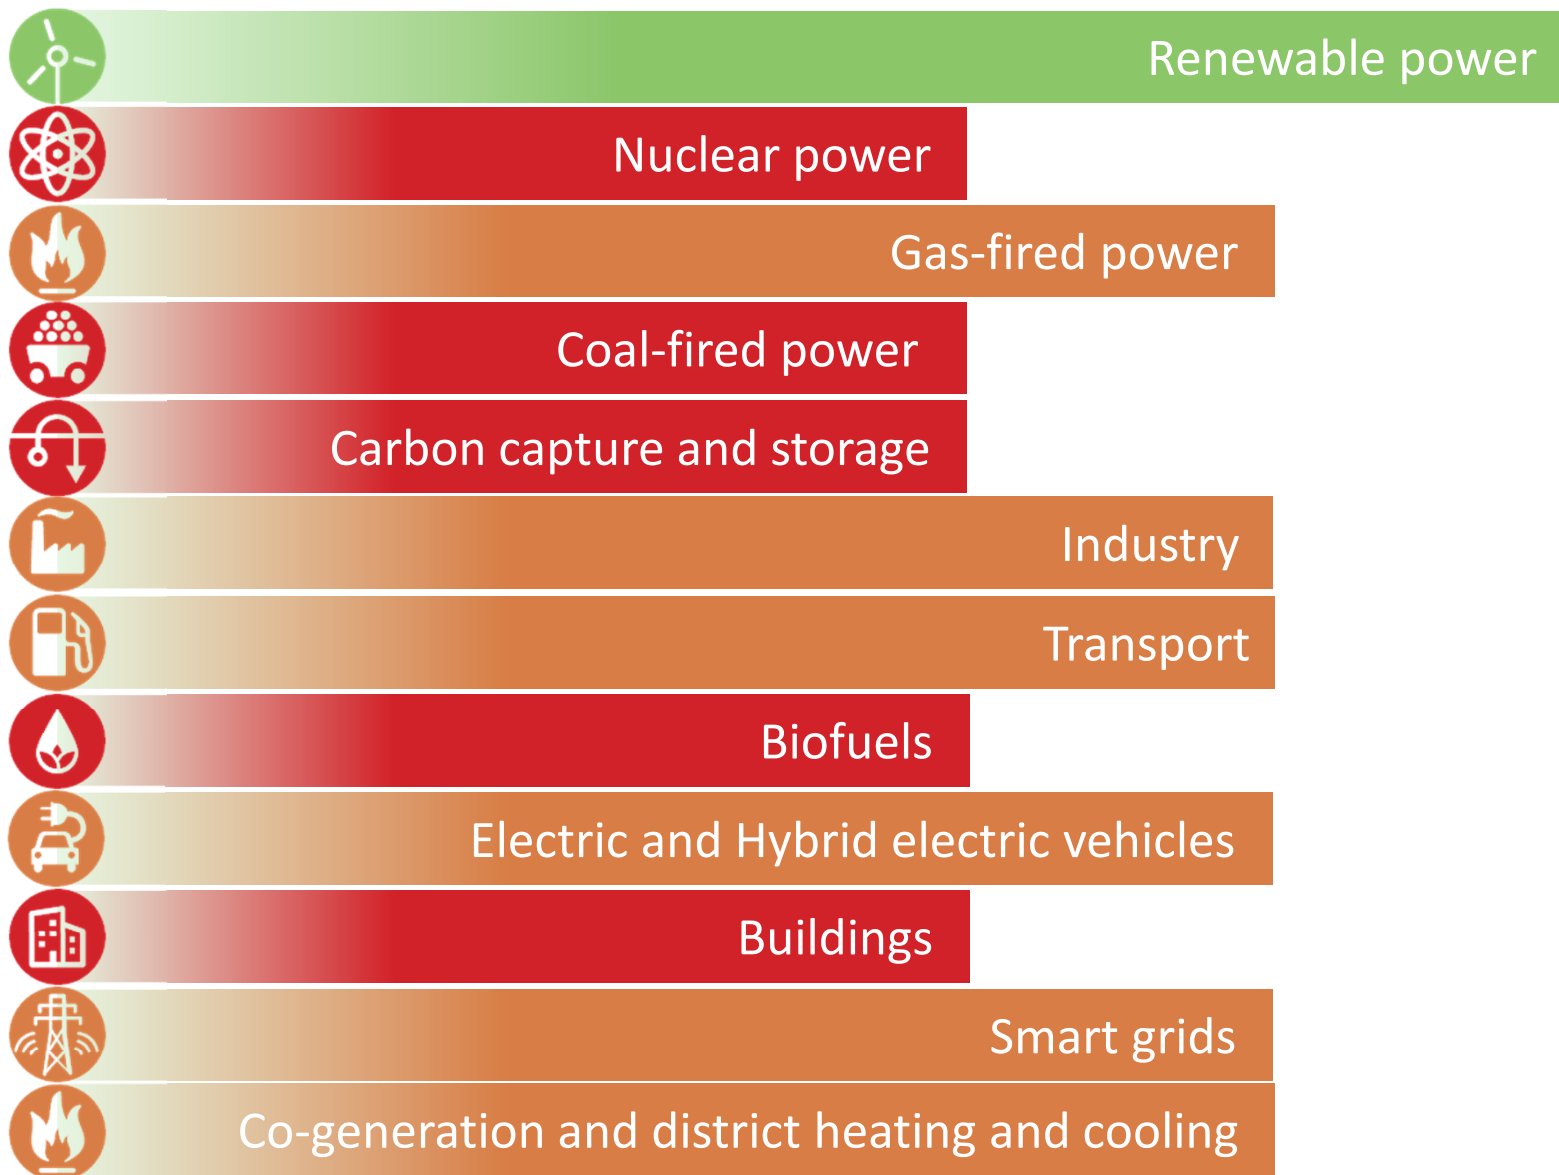 Renewable power
Nuclear power
Gas-fired power
Coal-fired power
Carbon capture and storage
Industry
Transport
Biofuels
Electric and Hybrid electric vehicles
Buildings
Smart grids
Co-generation and district heating and cooling